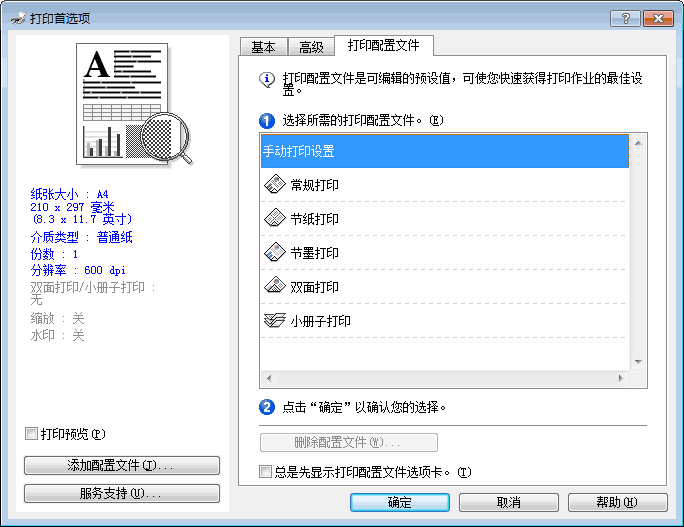 打印首选项
基本
高级
打印配置文件
打印配置文件是可编辑的预设值，可使您快速获得打印作业的最佳设
置。
1 选择所需的打印配置文件。(E)
手动打印设置
常规打印
节纸打印
节墨打印
双面打印
小册子打印
2 点击“确定”以确认您的选择。
删除配置文件(W)...
总是先显示打印配置文件选项卡。(T)
A
纸张大小 : A4
210 x 297 毫米
(8.3 x 11.7 英寸)
介质类型 : 普通纸
份数 : 1
分辨率 : 600 dpi
双面打印/小册子打印 :
无
缩放 : 关
水印 : 关
打印预览(P)
添加配置文件(I)...
服务支持(U)...
确定
取消
帮助(H)